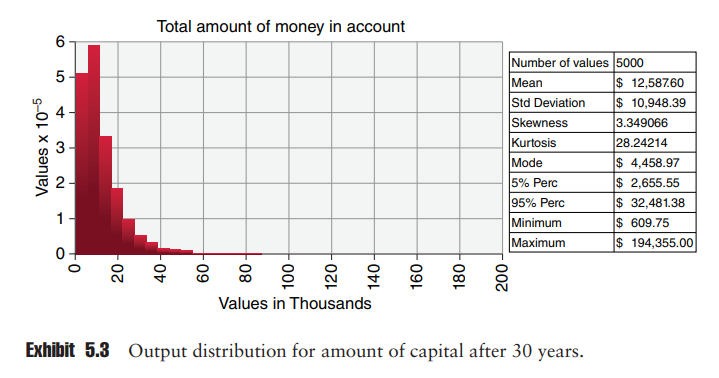 Total amount of money in account
6
5
4
3
2
1
0
Values x 10⁻⁵
0
20
40
60
80
100
120
140
160
180
200
Values in Thousands
Number of values 5000
Mean $ 12,587.60
Std Deviation $ 10,948.39
Skewness 3.349066
Kurtosis 28.24214
Mode $ 4,458.97
5% Perc $ 2,655.55
95% Perc $ 32,481.38
Minimum $ 609.75
Maximum $ 194,355.00
Exhibit 5.3 Output distribution for amount of capital after 30 years.